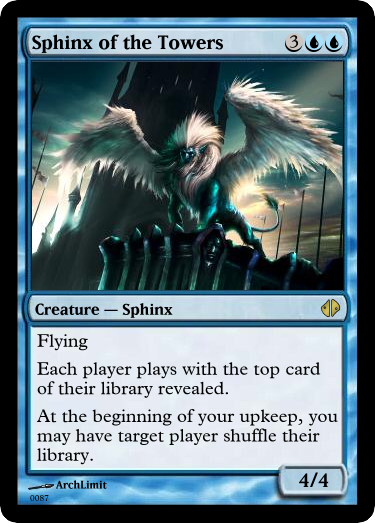 Sphinx of the Towers 3
Creature — Sphinx
Flying
Each player plays with the top card
of their library revealed.
At the beginning of your upkeep, you
may have target player shuffle their
library.
4/4
ArchLimit
0087